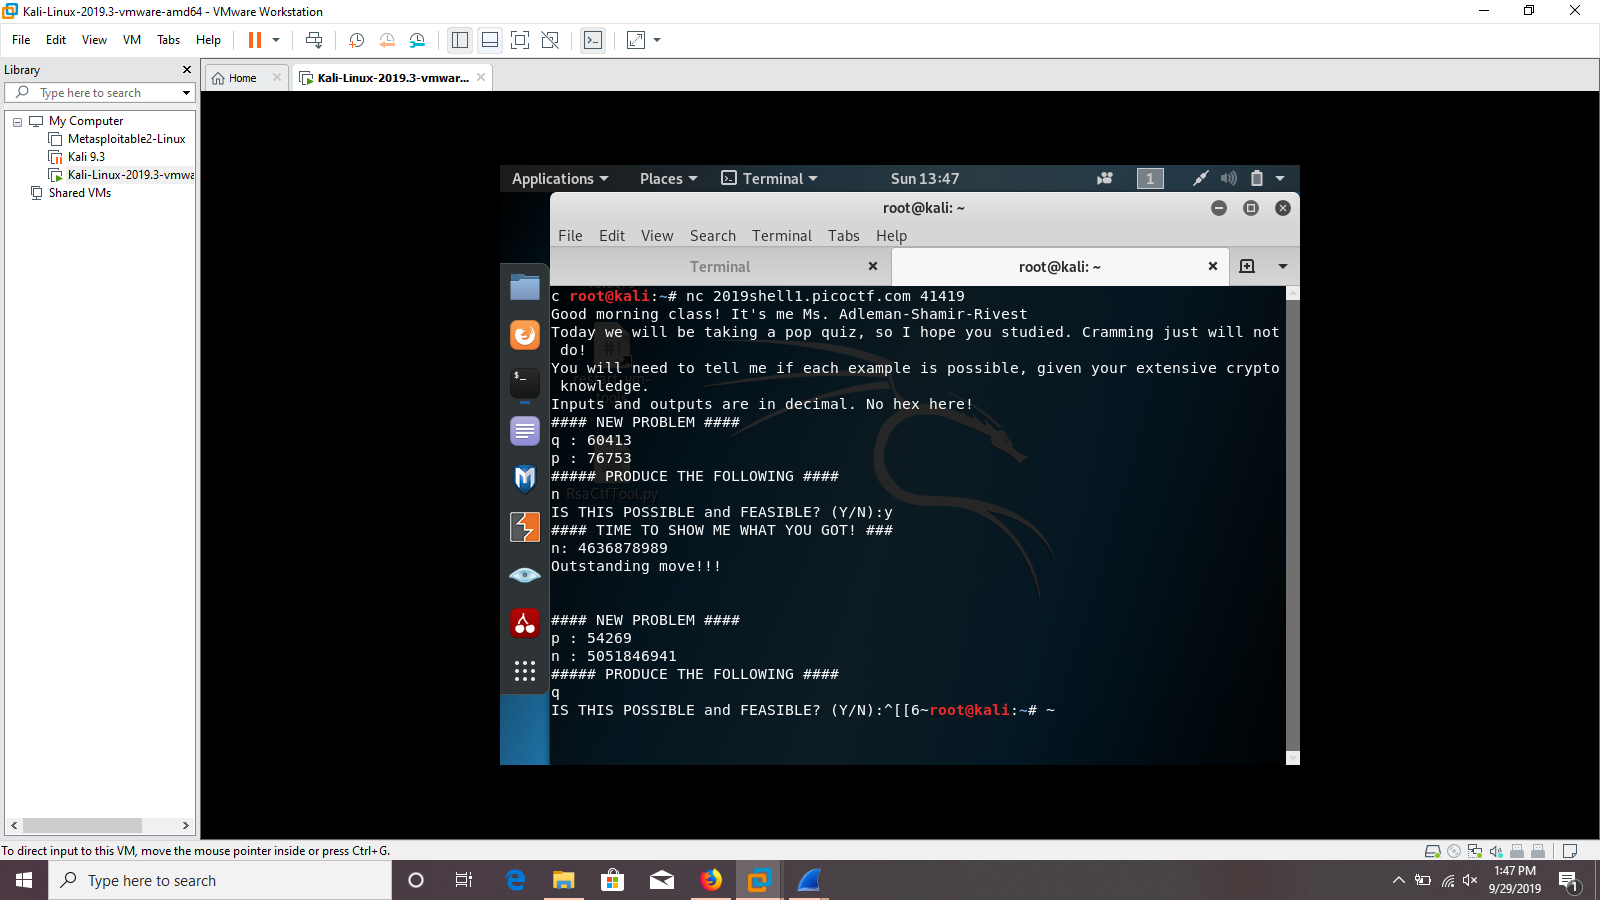 Kali-Linux-2019.3-vmware-amd64 - VMware Workstation
File Edit View VM Tabs Help
Library
Type here to search
My Computer
Metasploitable2-Linux
Kali 9.3
Kali-Linux-2019.3-vmwa
Shared VMs
Home
Kali-Linux-2019.3-vmwar...
Applications Places Terminal Sun 13:47 1
root@kali: ~
File Edit View Search Terminal Tabs Help
Terminal
root@kali: ~
c root@kali:~# nc 2019shell1.picoctf.com 41419
Good morning class! It's me Ms. Adleman-Shamir-Rivest
Today we will be taking a pop quiz, so I hope you studied. Cramming just will not
do!
You will need to tell me if each example is possible, given your extensive crypto
knowledge.
Inputs and outputs are in decimal. No hex here!
#### NEW PROBLEM ####
q : 60413
p : 76753
##### PRODUCE THE FOLLOWING ####
n
RsaCtfTool.py
IS THIS POSSIBLE and FEASIBLE? (Y/N):y
#### TIME TO SHOW ME WHAT YOU GOT! ###
n: 4636878989
Outstanding move!!!
#### NEW PROBLEM ####
p : 54269
n : 5051846941
##### PRODUCE THE FOLLOWING ####
q
IS THIS POSSIBLE and FEASIBLE? (Y/N):^[[6~root@kali:~# ~
To direct input to this VM, move the mouse pointer inside or press Ctrl+G.
Type here to search
1:47 PM
9/29/2019
1